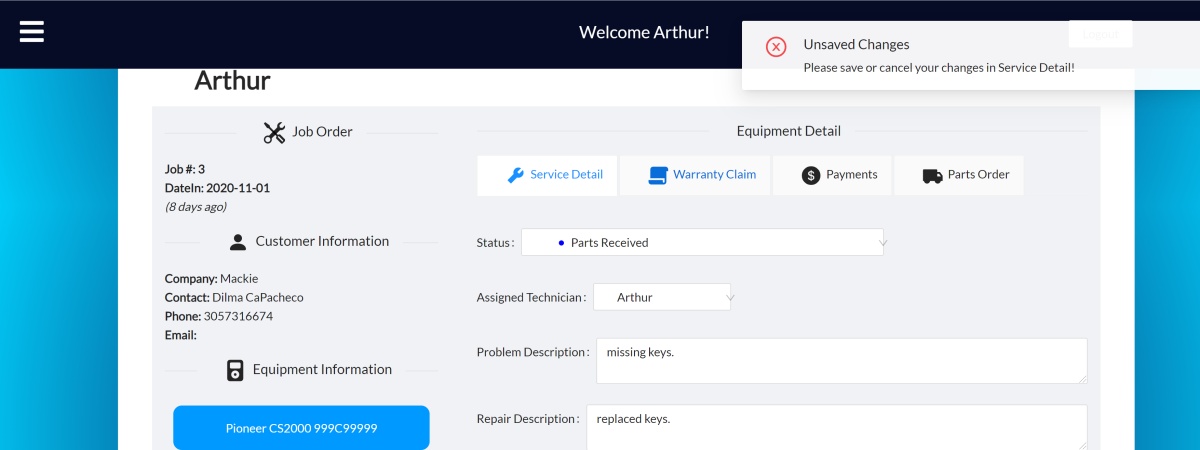 Welcome Arthur!
Logout
Unsaved Changes
Please save or cancel your changes in Service Detail!
Arthur
Job Order
Job #: 3
DateIn: 2020-11-01
(8 days ago)
Customer Information
Company: Mackie
Contact: Dilma CaPacheco
Phone: 3057316674
Email:
Equipment Information
Pioneer CS2000 999C99999
Equipment Detail
Service Detail
Warranty Claim
Payments
Parts Order
Status:
Parts Received
Assigned Technician:
Arthur
Problem Description:
missing keys.
Repair Description:
replaced keys.